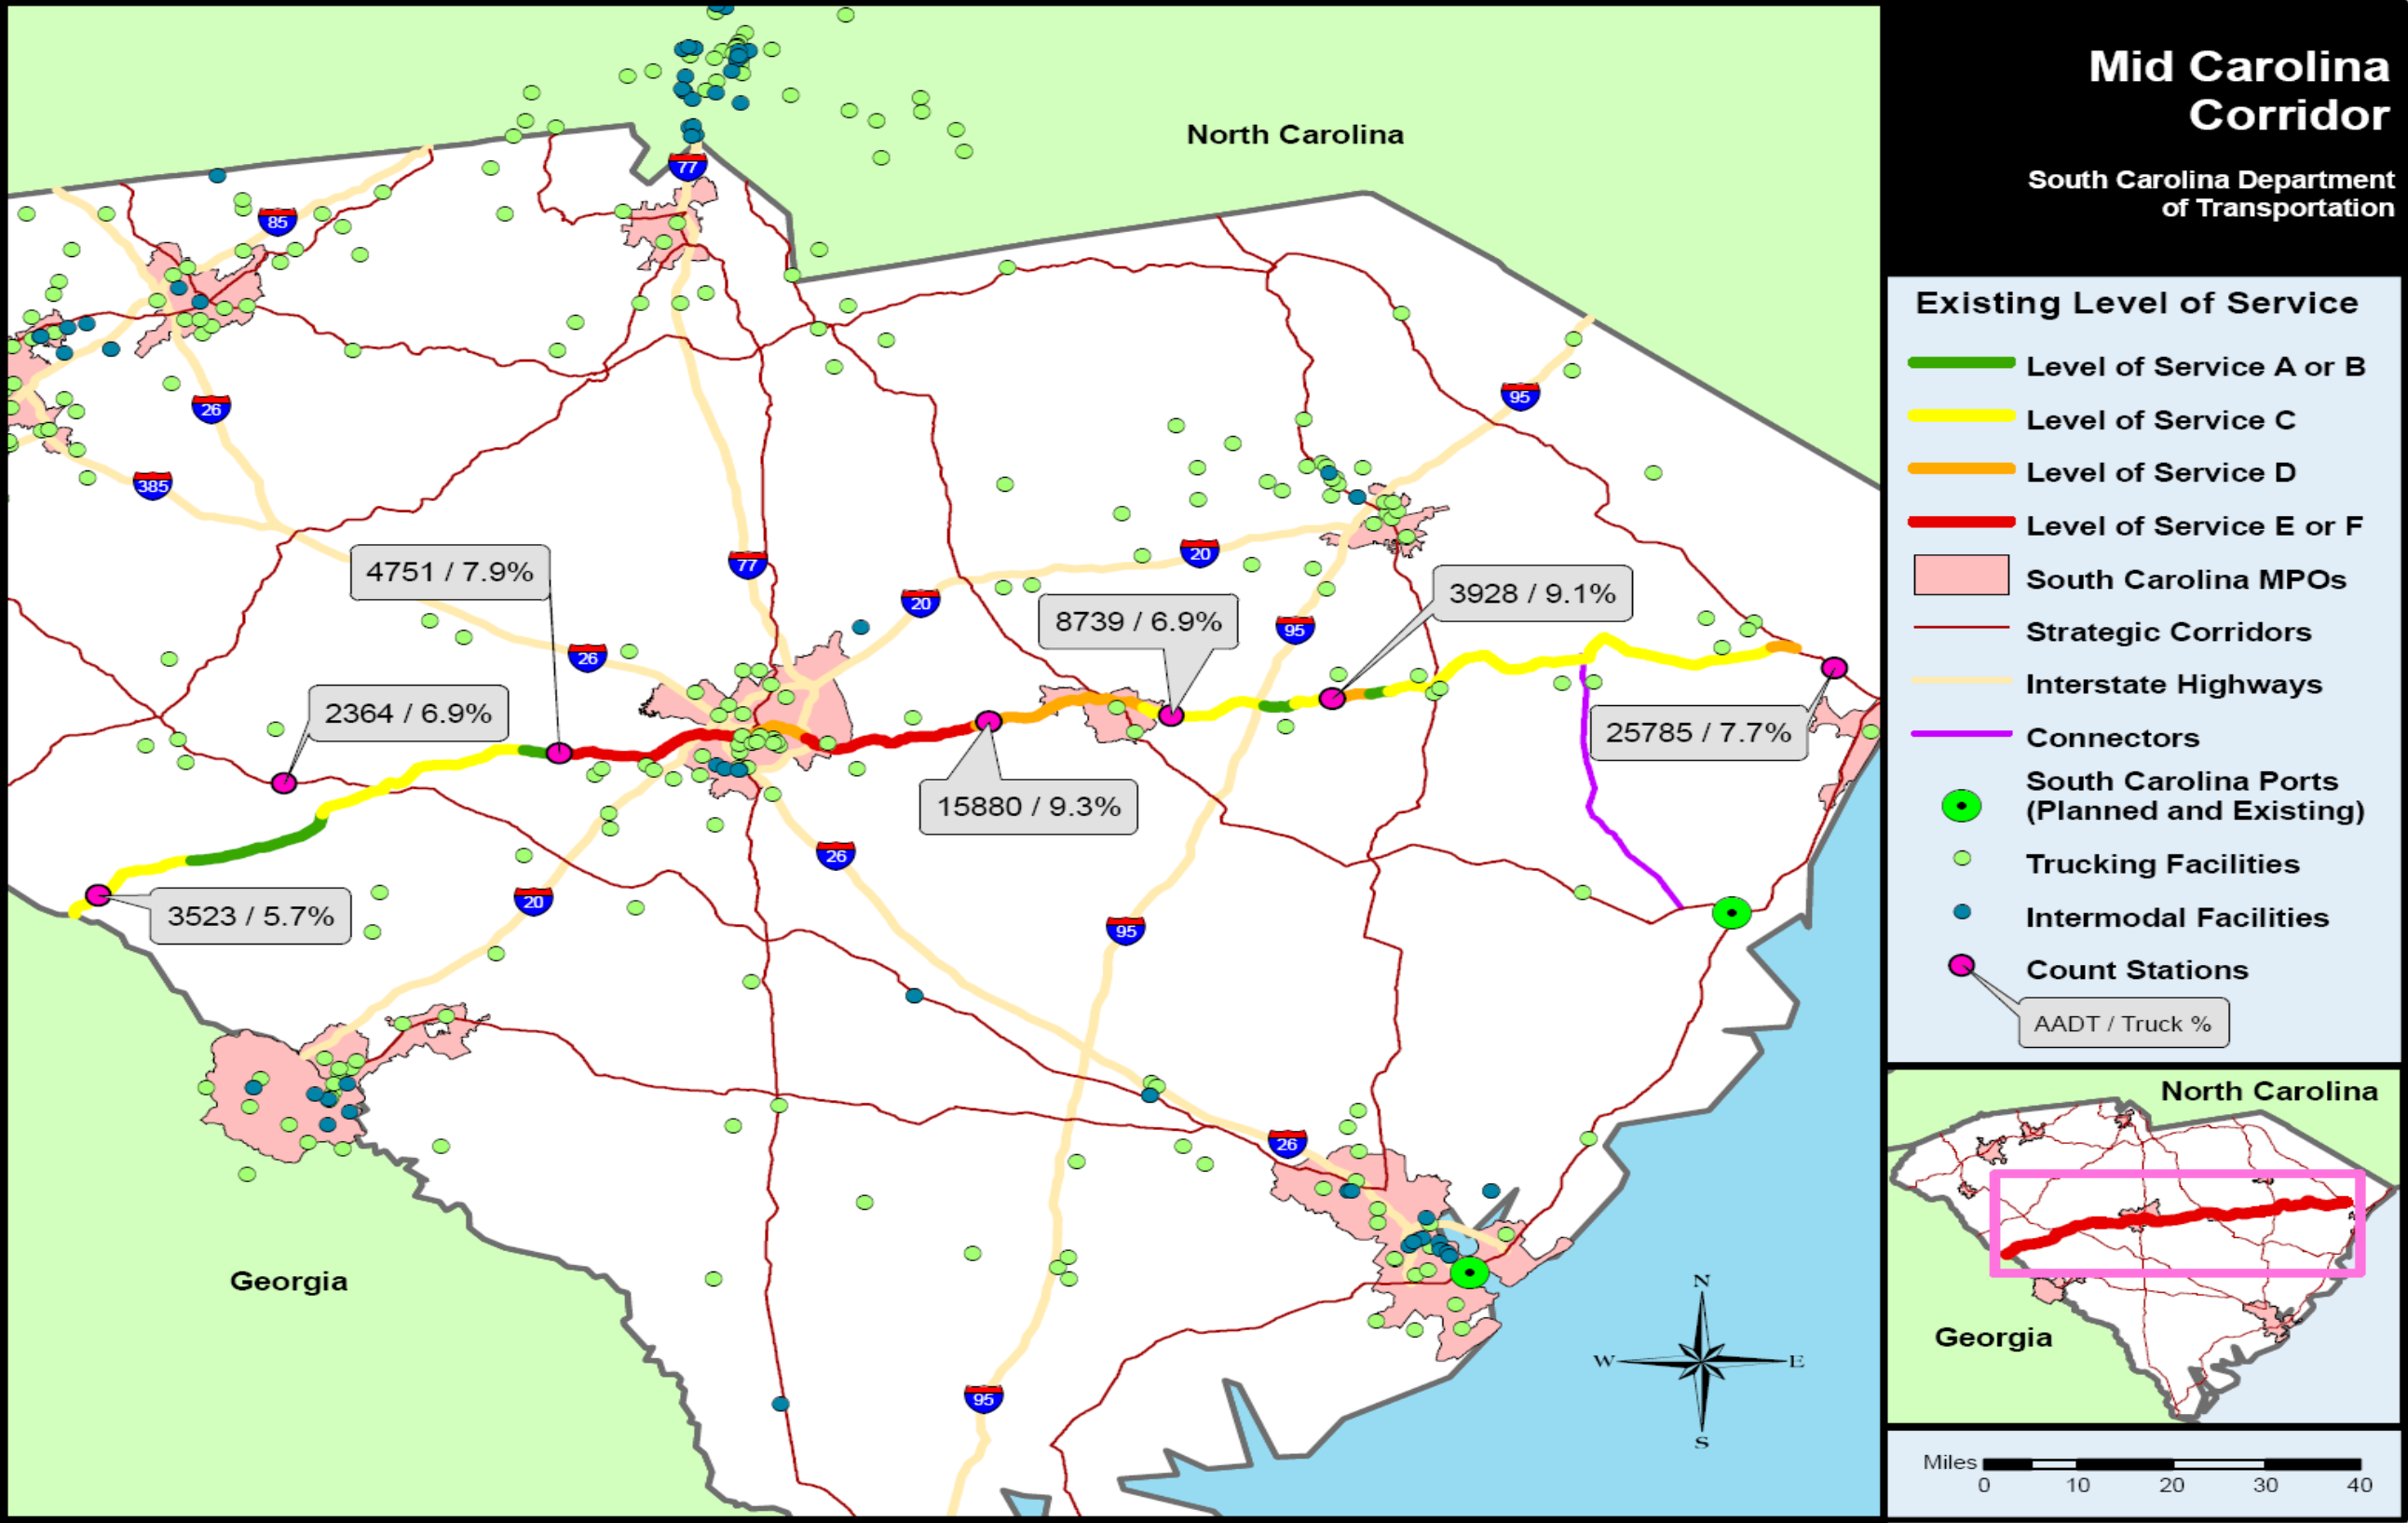 Mid Carolina
Corridor
South Carolina Department
of Transportation
Existing Level of Service
Level of Service A or B
Level of Service C
Level of Service D
Level of Service E or F
South Carolina MPOs
Strategic Corridors
Interstate Highways
Connectors
South Carolina Ports
(Planned and Existing)
Trucking Facilities
Intermodal Facilities
Count Stations
AADT / Truck %
North Carolina
Georgia
Miles
0 10 20 30 40
North Carolina
77
85
26
95
385
20
77
4751 / 7.9%
20
3928 / 9.1%
8739 / 6.9%
95
26
2364 / 6.9%
25785 / 7.7%
15880 / 9.3%
26
20
3523 / 5.7%
95
26
Georgia
N
W E
S
95